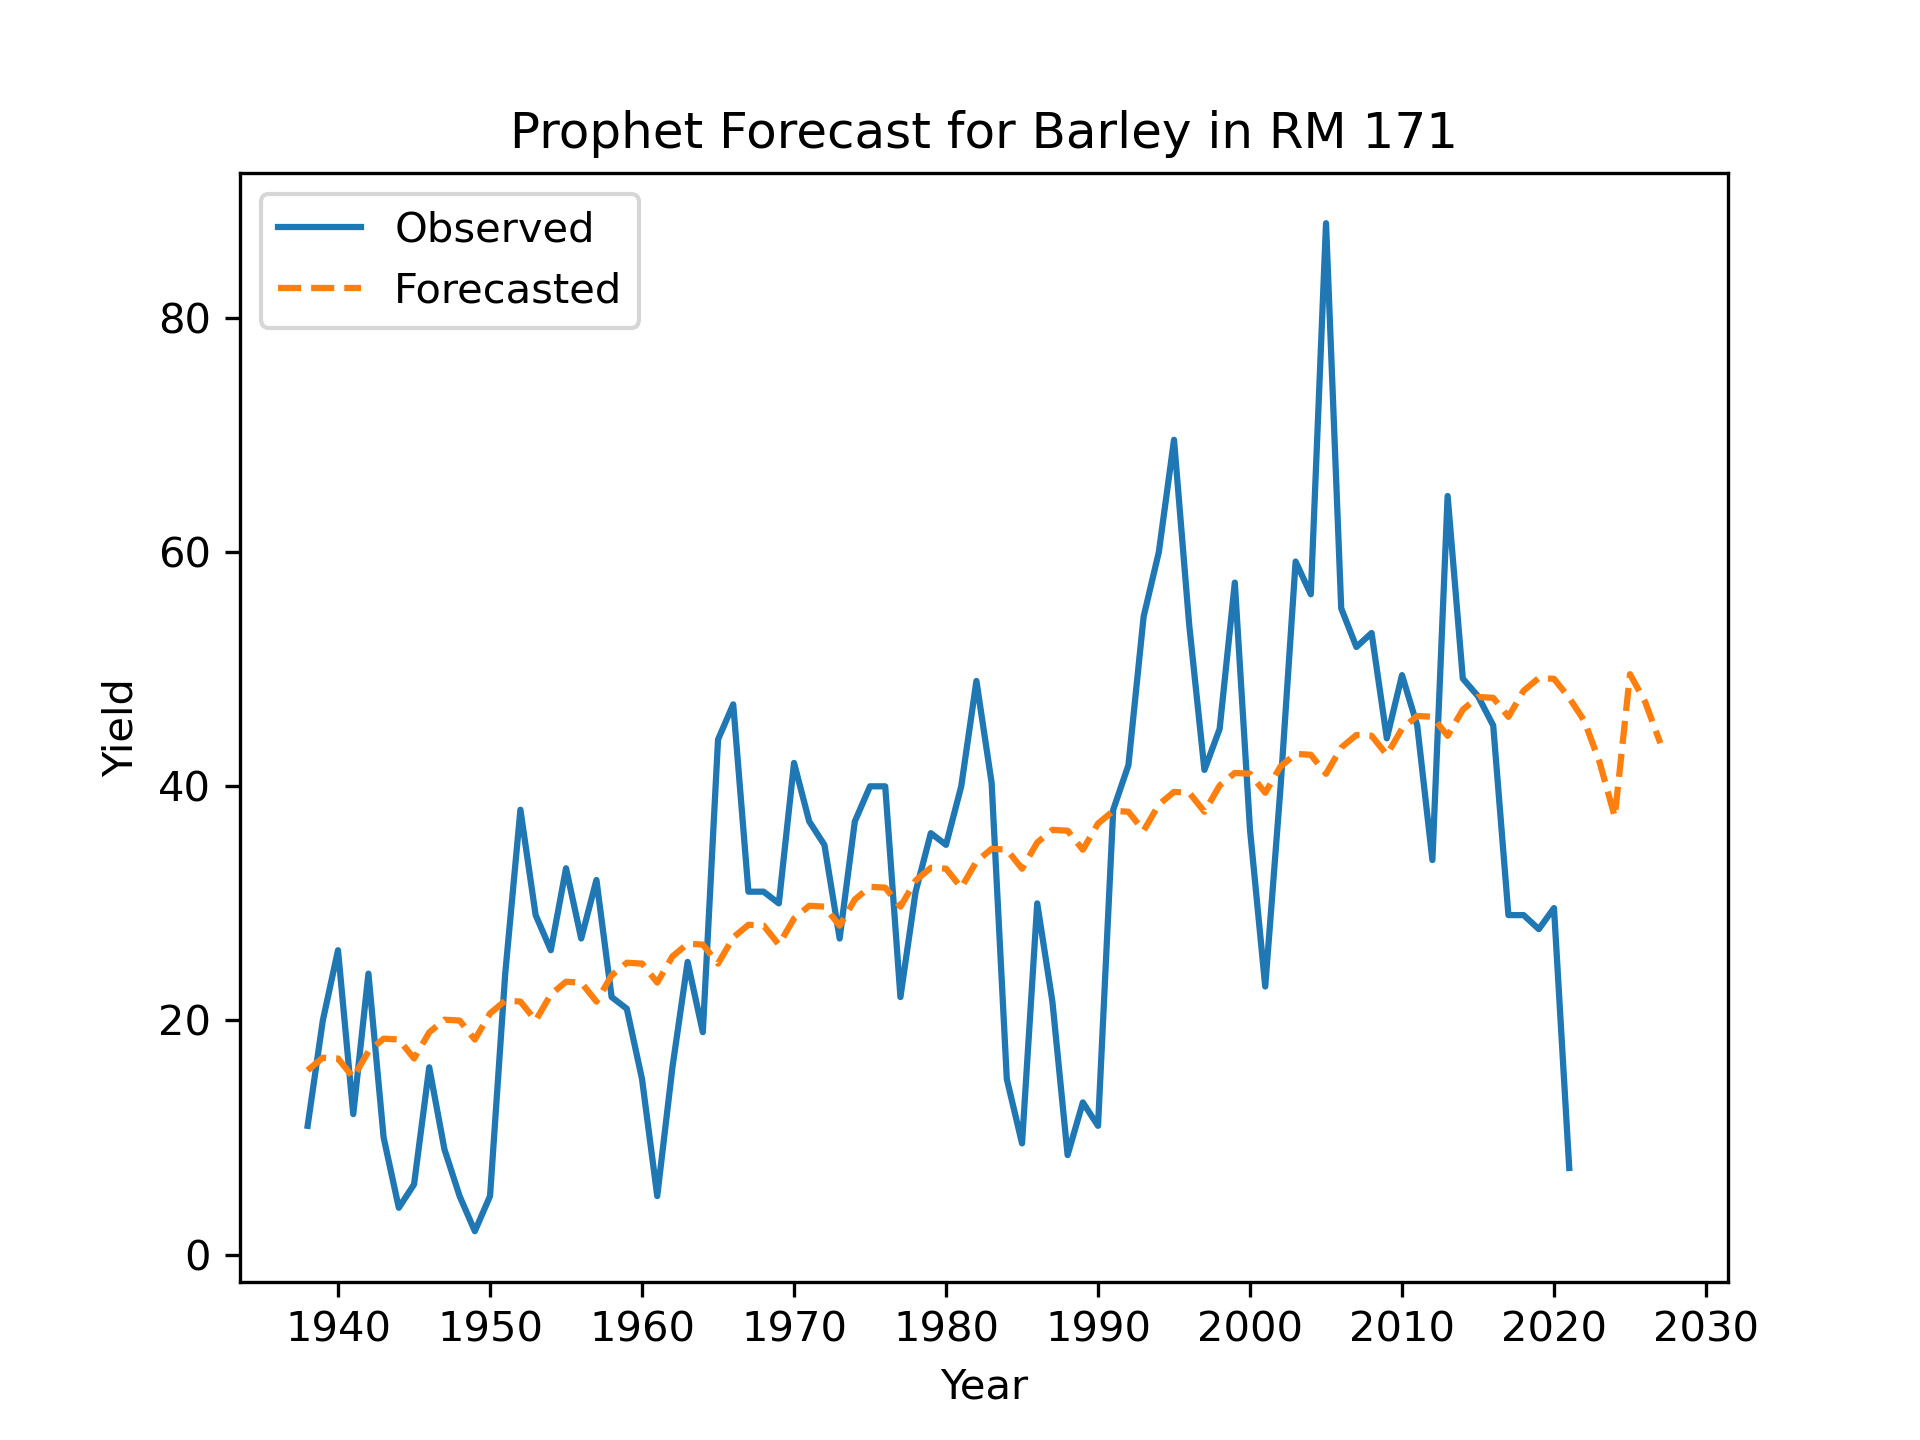 Prophet Forecast for Barley in RM 171
Observed
Forecasted
80
60
40
20
0
Yield
1940 1950 1960 1970 1980 1990 2000 2010 2020 2030
Year